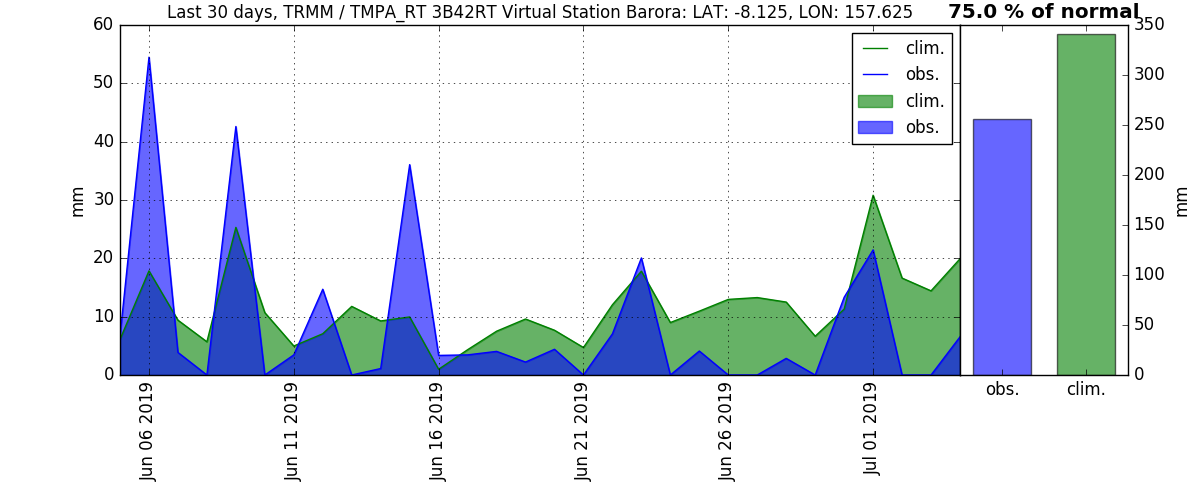 Last 30 days, TRMM / TMPA_RT 3B42RT Virtual Station Barora: LAT: -8.125, LON: 157.625
75.0 % of normal
60
50
40
30
20
10
0
mm
clim.
obs.
clim.
obs.
Jun 06 2019
Jun 11 2019
Jun 16 2019
Jun 21 2019
Jun 26 2019
Jul 01 2019
350
300
250
200
150
100
50
0
mm
obs.
clim.